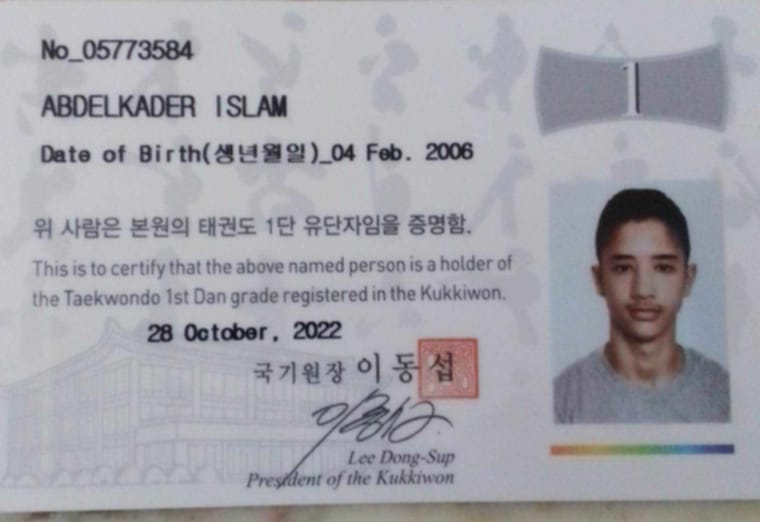 No_05773584
1
ABDELKADER ISLAM
Date of Birth(생년월일)_04 Feb. 2006
위 사람은 본원의 태권도 1단 유단자임을 증명함.
This is to certify that the above named person is a holder of
the Taekwondo 1st Dan grade registered in the Kukkiwon.
28 October, 2022
국기원장 이동섭
Lee Dong-Sup
President of the Kukkiwon